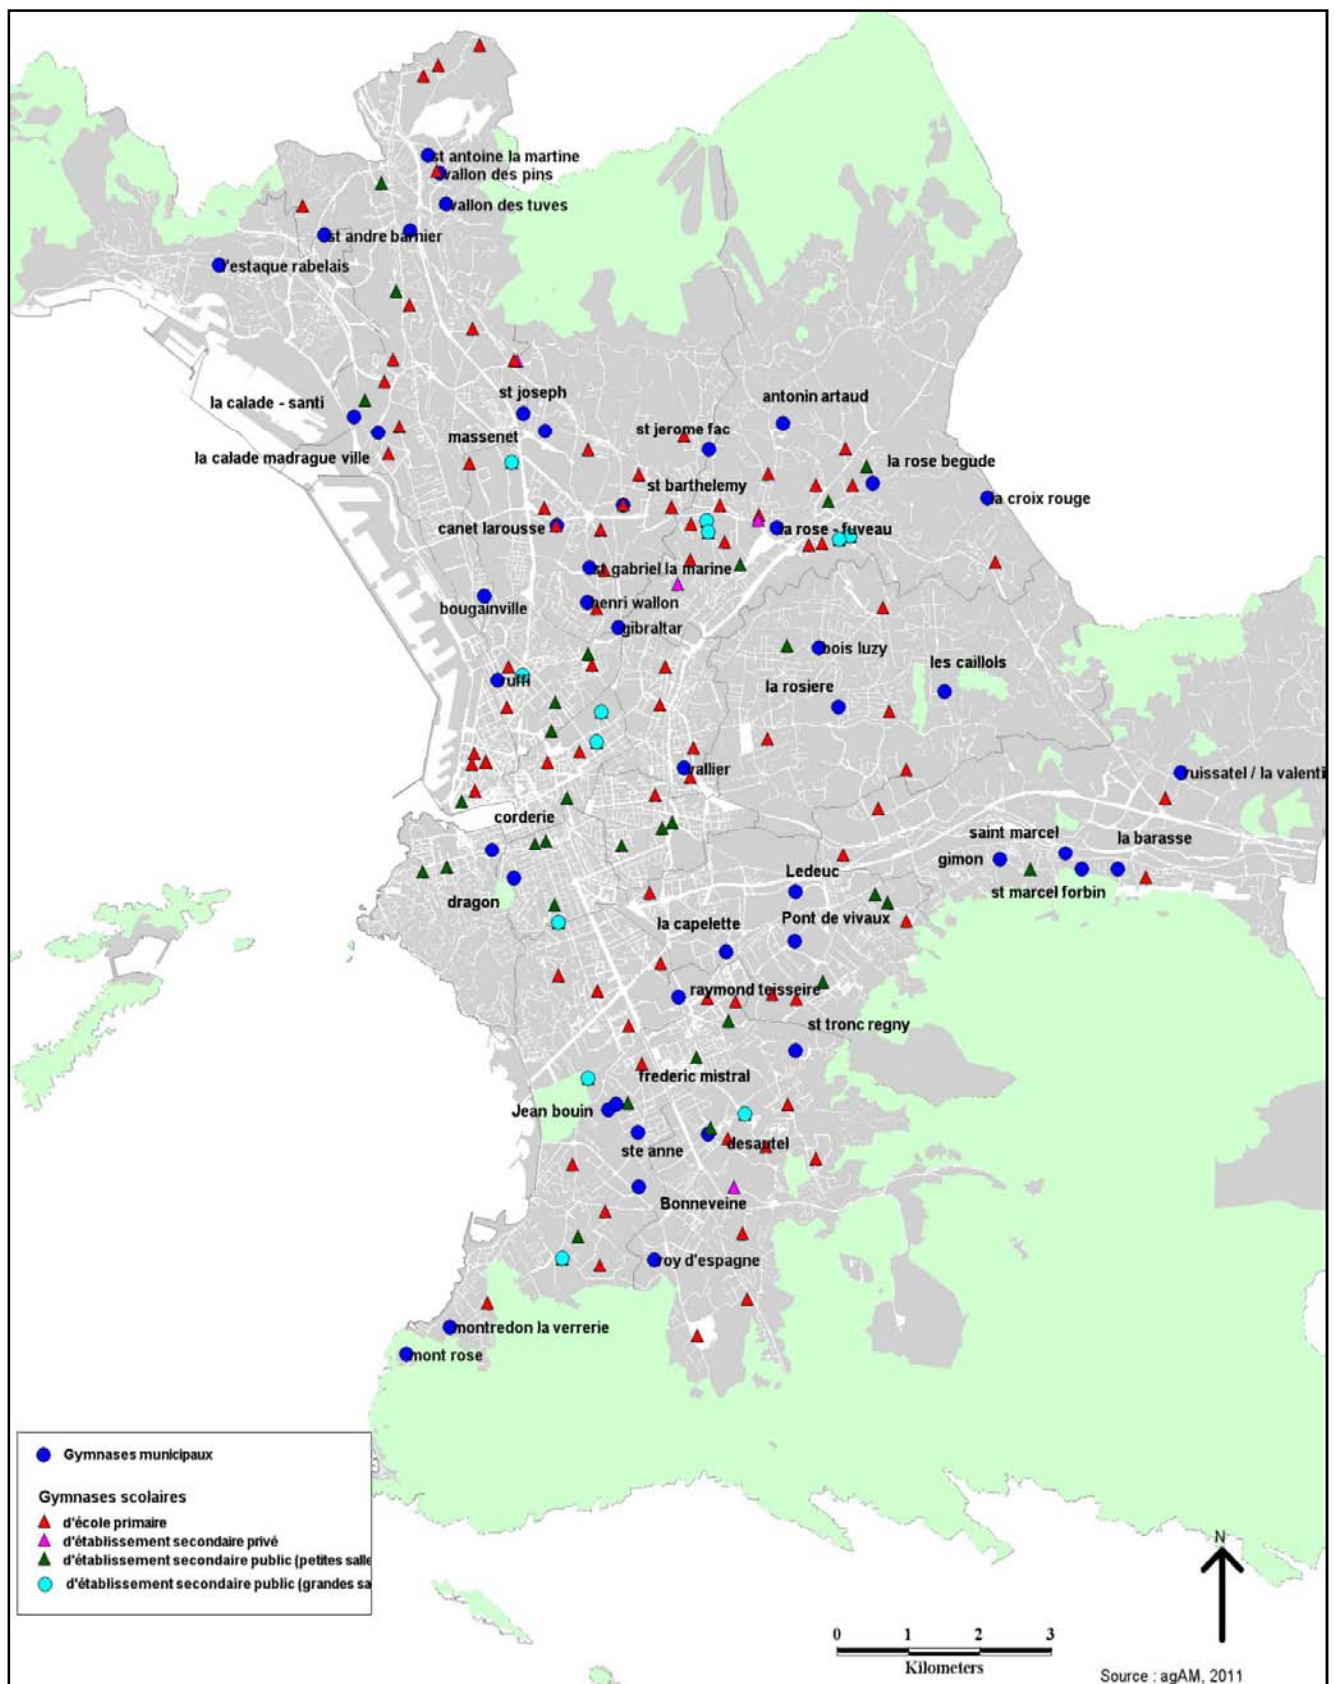 st antoine la martine
vallon des pins
vallon des tuves
st andre barnier
l'estaque rabelais
la calade - santi
st joseph
antonin artaud
massenet
st jerome fac
la calade madrague ville
la rose begude
st barthelemy
la croix rouge
canet larousse
la rose - fuveau
st gabriel la marine
bougainville
henri wallon
gibraltar
bois luzy
les caillols
ruffi
la rosiere
vallier
ruissatel / la valenti
corderie
saint marcel
la barasse
gimon
Ledeuc
st marcel forbin
dragon
la capelette
Pont de vivaux
raymond teisseire
st tronc regny
frederic mistral
Jean bouin
ste anne
desautel
Bonneveine
roy d'espagne
montredon la verrerie
mont rose
Gymnases municipaux
Gymnases scolaires
d'école primaire
d'établissement secondaire privé
d'établissement secondaire public (petites salle
d'établissement secondaire public (grandes sa
N
0 1 2 3
Kilometers
Source : agAM, 2011